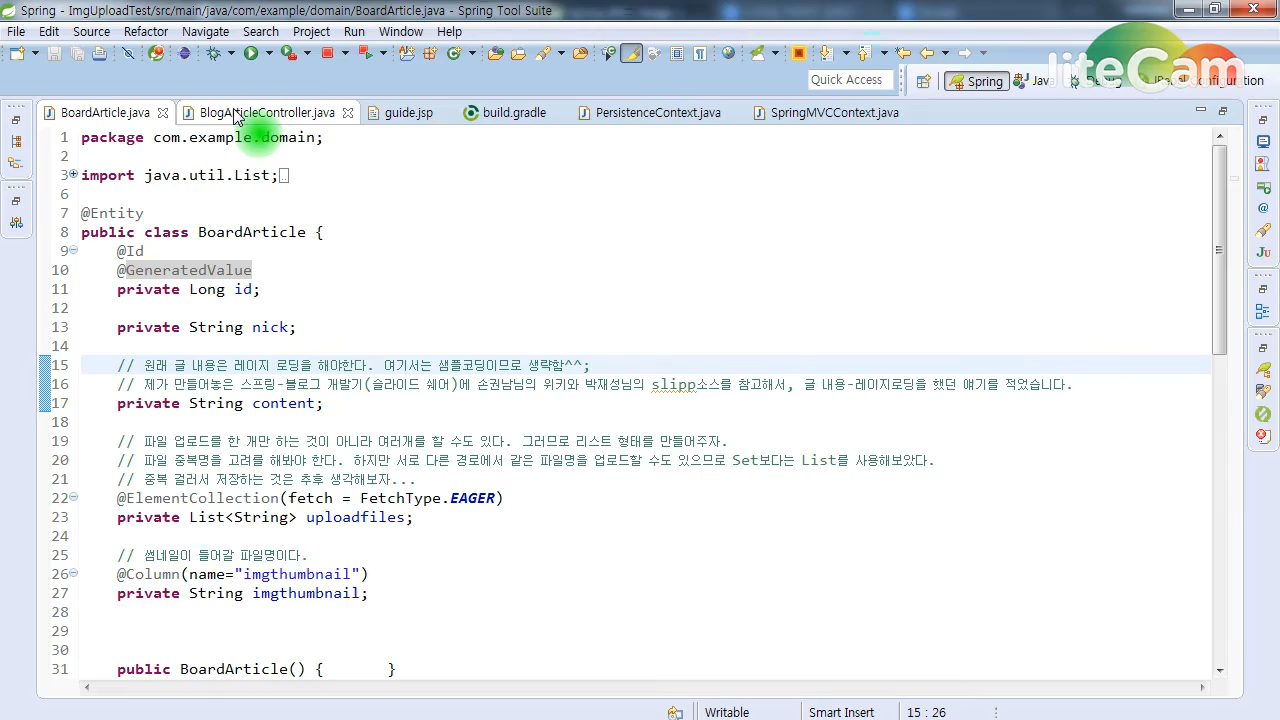 Spring - ImgUploadTest/src/main/java/com/example/domain/BoardArticle.java - Spring Tool Suite
File Edit Source Refactor Navigate Search Project Run Window Help
Quick Access Spring Java Configuration
liteCam
BoardArticle.java BlogArticleController.java guide.jsp build.gradle PersistenceContext.java SpringMVCContext.java
1 package com.example.domain;
2
3 import java.util.List;
6
7 @Entity
8 public class BoardArticle {
9 @Id
10 @GeneratedValue
11 private Long id;
12
13 private String nick;
14
15 // 원래 글 내용은 레이지 로딩을 해야한다. 여기서는 샘플코딩이므로 생략함^^;
16 // 제가 만들어놓은 스프링-블로그 개발기(슬라이드 쉐어)에 손권남님의 위키와 박재성님의 slipp소스를 참고해서, 글 내용-레이지로딩을 했던 얘기를 적었습니다.
17 private String content;
18
19 // 파일 업로드를 한 개만 하는 것이 아니라 여러개를 할 수도 있다. 그러므로 리스트 형태를 만들어주자.
20 // 파일 중복명을 고려를 해봐야 한다. 하지만 서로 다른 경로에서 같은 파일명을 업로드할 수도 있으므로 Set보다는 List를 사용해보았다.
21 // 중복 걸러서 저장하는 것은 추후 생각해보자...
22 @ElementCollection(fetch = FetchType.EAGER)
23 private List<String> uploadfiles;
24
25 // 썸네일이 들어갈 파일명이다.
26 @Column(name="imgthumbnail")
27 private String imgthumbnail;
28
29
30
31 public BoardArticle() { }
Writable Smart Insert 15 : 26